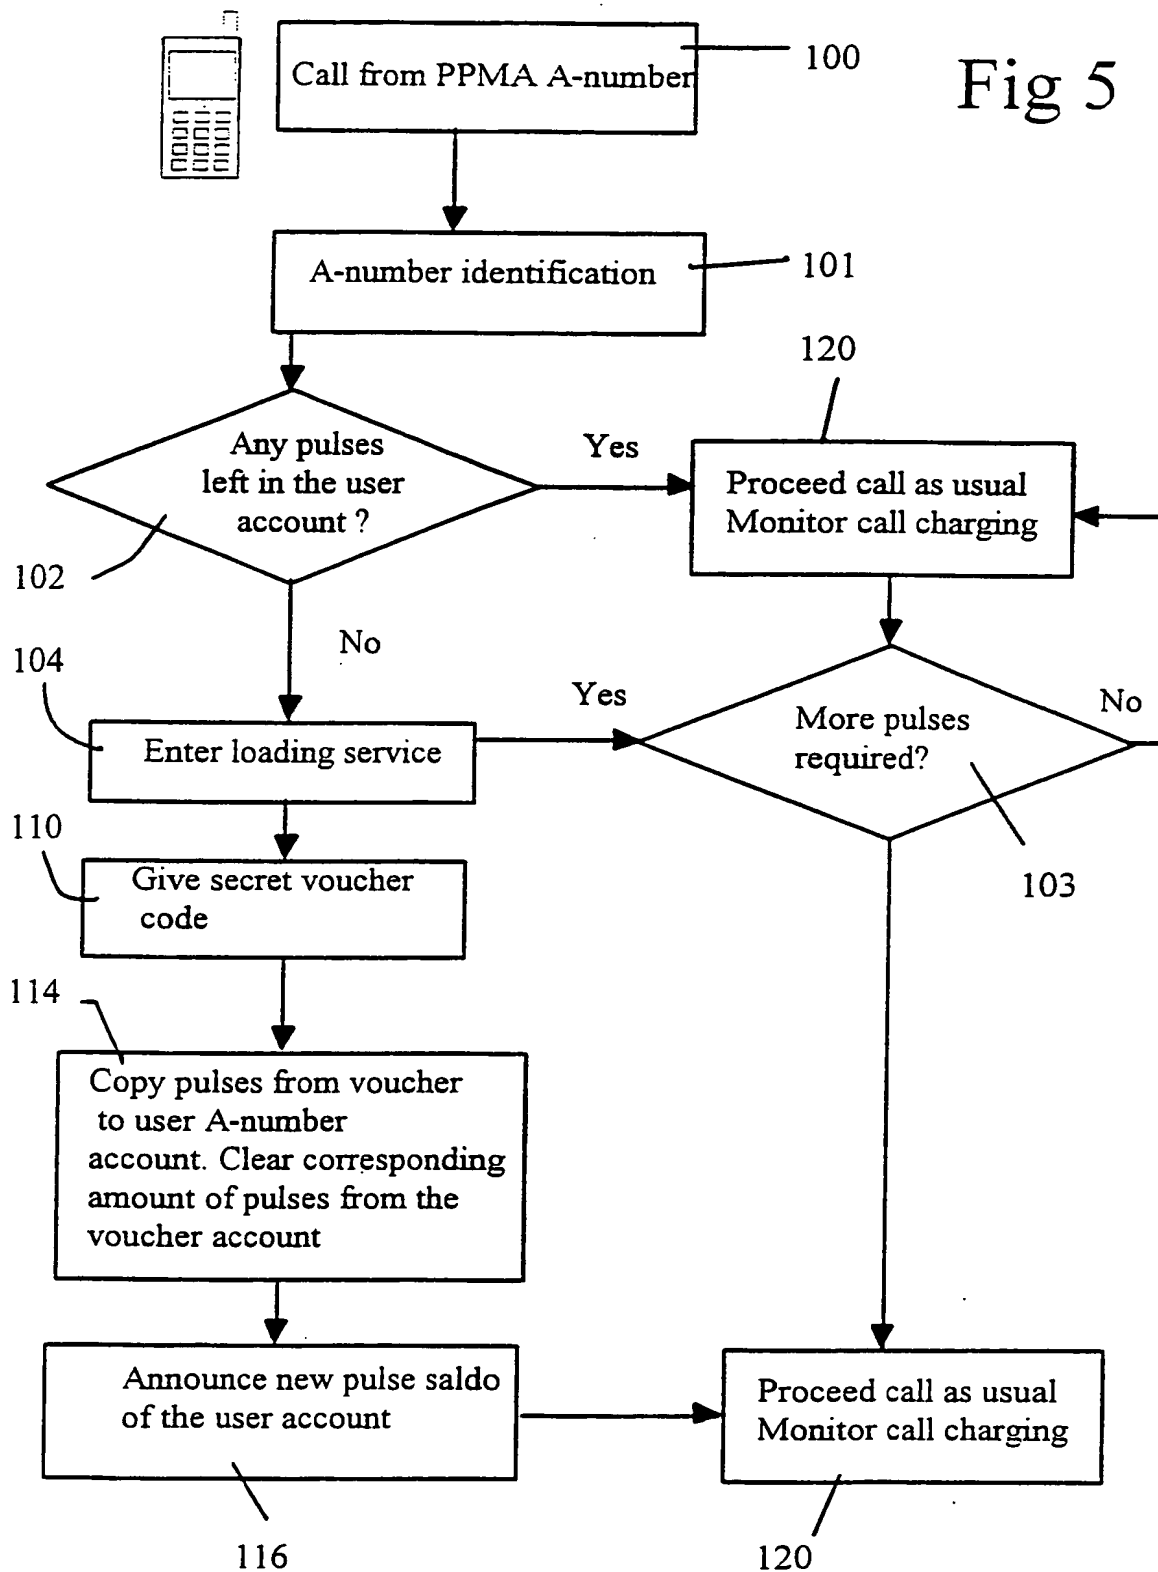 Fig 5
Call from PPMA A-number
100
A-number identification
101
120
Any pulses
left in the user
account ?
Yes
Proceed call as usual
Monitor call charging
102
No
104
Enter loading service
Yes
More pulses
required?
No
103
110
Give secret voucher
code
114
Copy pulses from voucher
to user A-number
account. Clear corresponding
amount of pulses from the
voucher account
Announce new pulse saldo
of the user account
Proceed call as usual
Monitor call charging
116
120